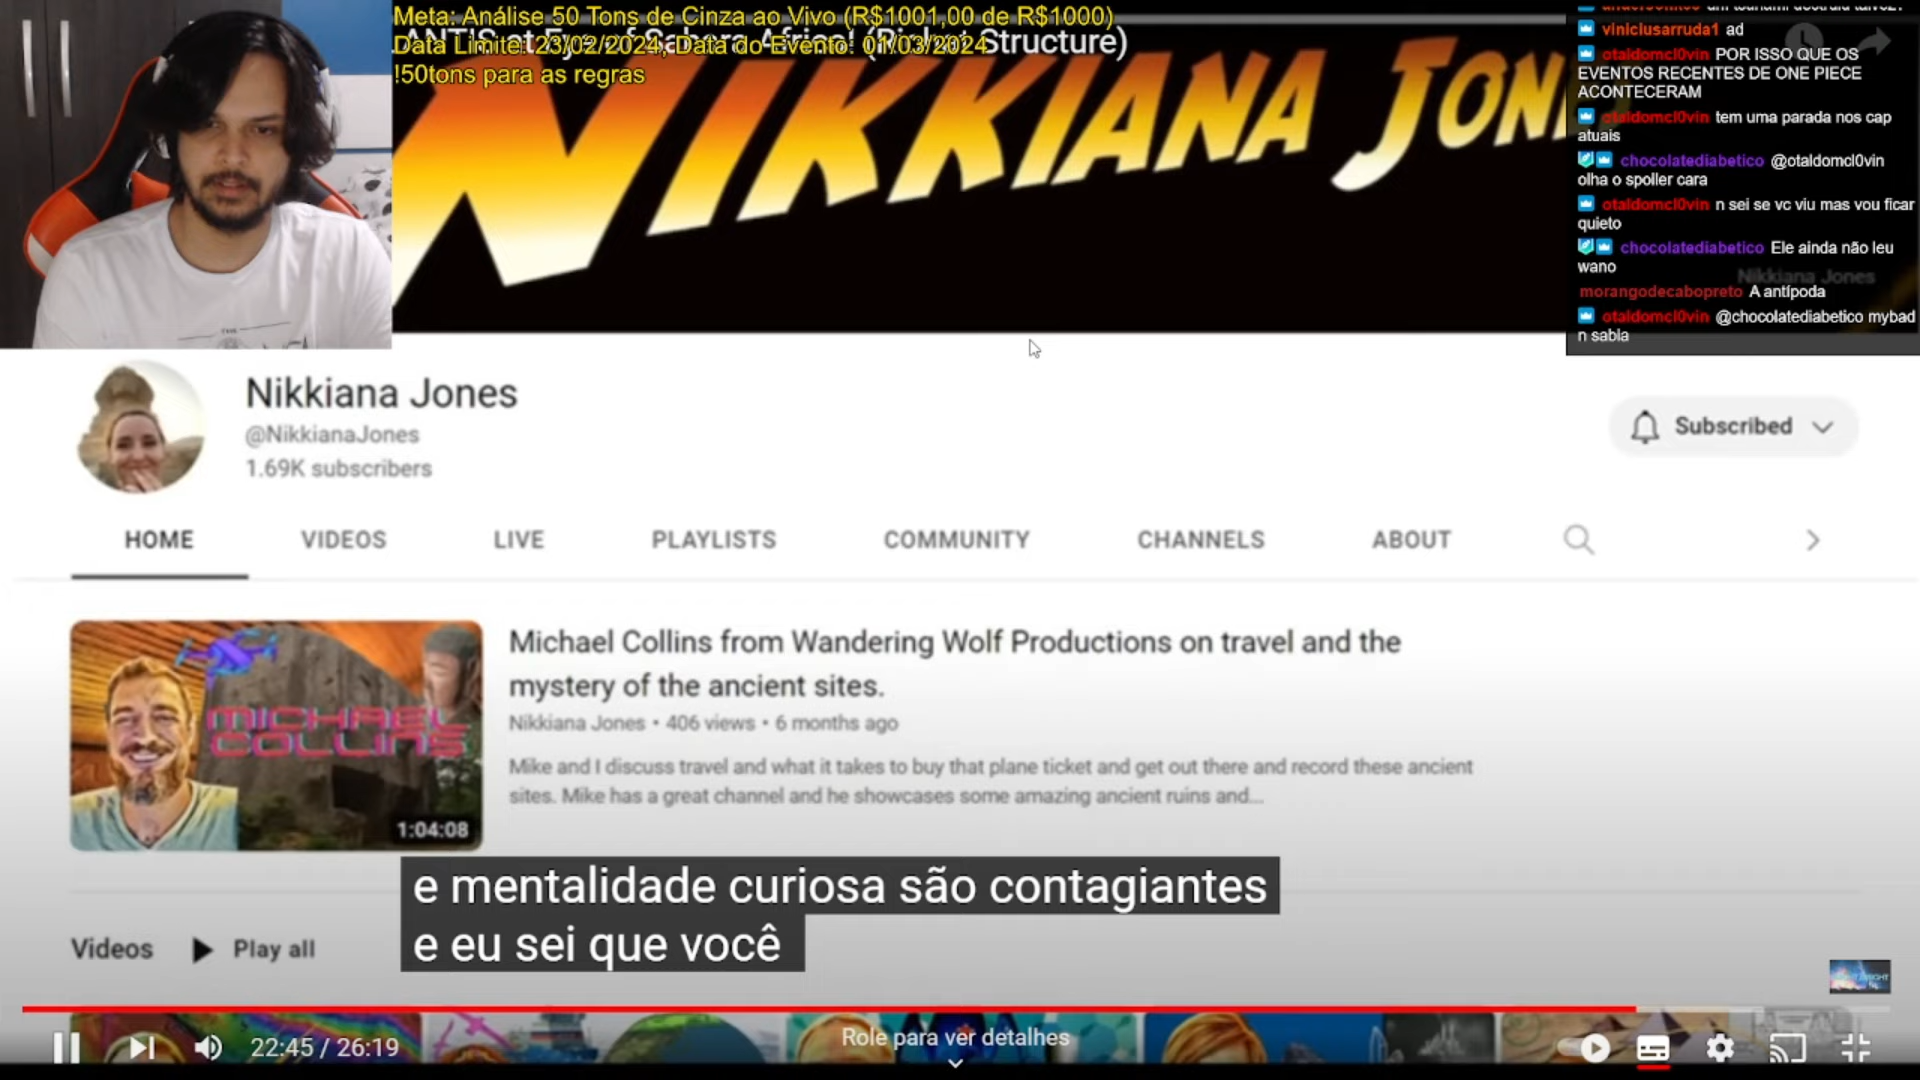 Meta: Análise 50 Tons de Cinza ao Vivo (R$1001,00 de R$1000)
Data Limite: 23/02/2024, Data do Evento: 01/03/2024
Structure)
!50tons para as regras
NIKKIANA JON
viniciusarruda1 ad
otaldomcl0vin POR ISSO QUE OS
EVENTOS RECENTES DE ONE PIECE
ACONTECERAM
otaldomcl0vin tem uma parada nos cap
atuais
chocolatediabetico @otaldomcl0vin
olha o spoller cara
otaldomcl0vin n sei se vc viu mas vou ficar
quieto
chocolatediabetico Ele ainda não leu
wano
Nikkiana Jones
morangodecabopreto A antípoda
otaldomcl0vin @chocolatediabetico mybad
n sabia
Nikkiana Jones
@NikkianaJones
1.69K subscribers
Subscribed
HOME VIDEOS LIVE PLAYLISTS COMMUNITY CHANNELS ABOUT
MICHAEL
COLLINS
1:04:08
Michael Collins from Wandering Wolf Productions on travel and the
mystery of the ancient sites.
Nikkiana Jones • 406 views • 6 months ago
Mike and I discuss travel and what it takes to buy that plane ticket and get out there and record these ancient
sites. Mike has a great channel and he showcases some amazing ancient ruins and...
e mentalidade curiosa são contagiantes
e eu sei que você
Videos Play all
22:45 / 26:19
Role para ver detalhes